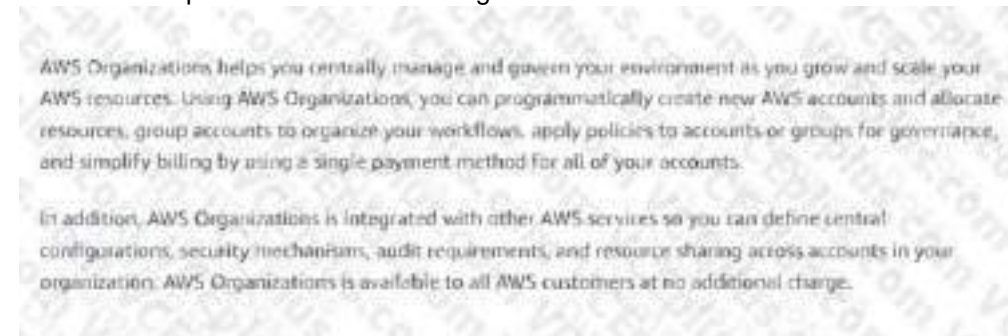 AWS Organizations helps you centrally manage and govern your environment as you grow and scale your
AWS resources. Using AWS Organizations, you can programmatically create new AWS accounts and allocate
resources, group accounts to organize your workflows, apply policies to accounts or groups for governance,
and simplify billing by using a single payment method for all of your accounts.
In addition, AWS Organizations is integrated with other AWS services so you can define central
configurations, security mechanisms, audit requirements, and resource sharing across accounts in your
organization. AWS Organizations is available to all AWS customers at no additional charge.